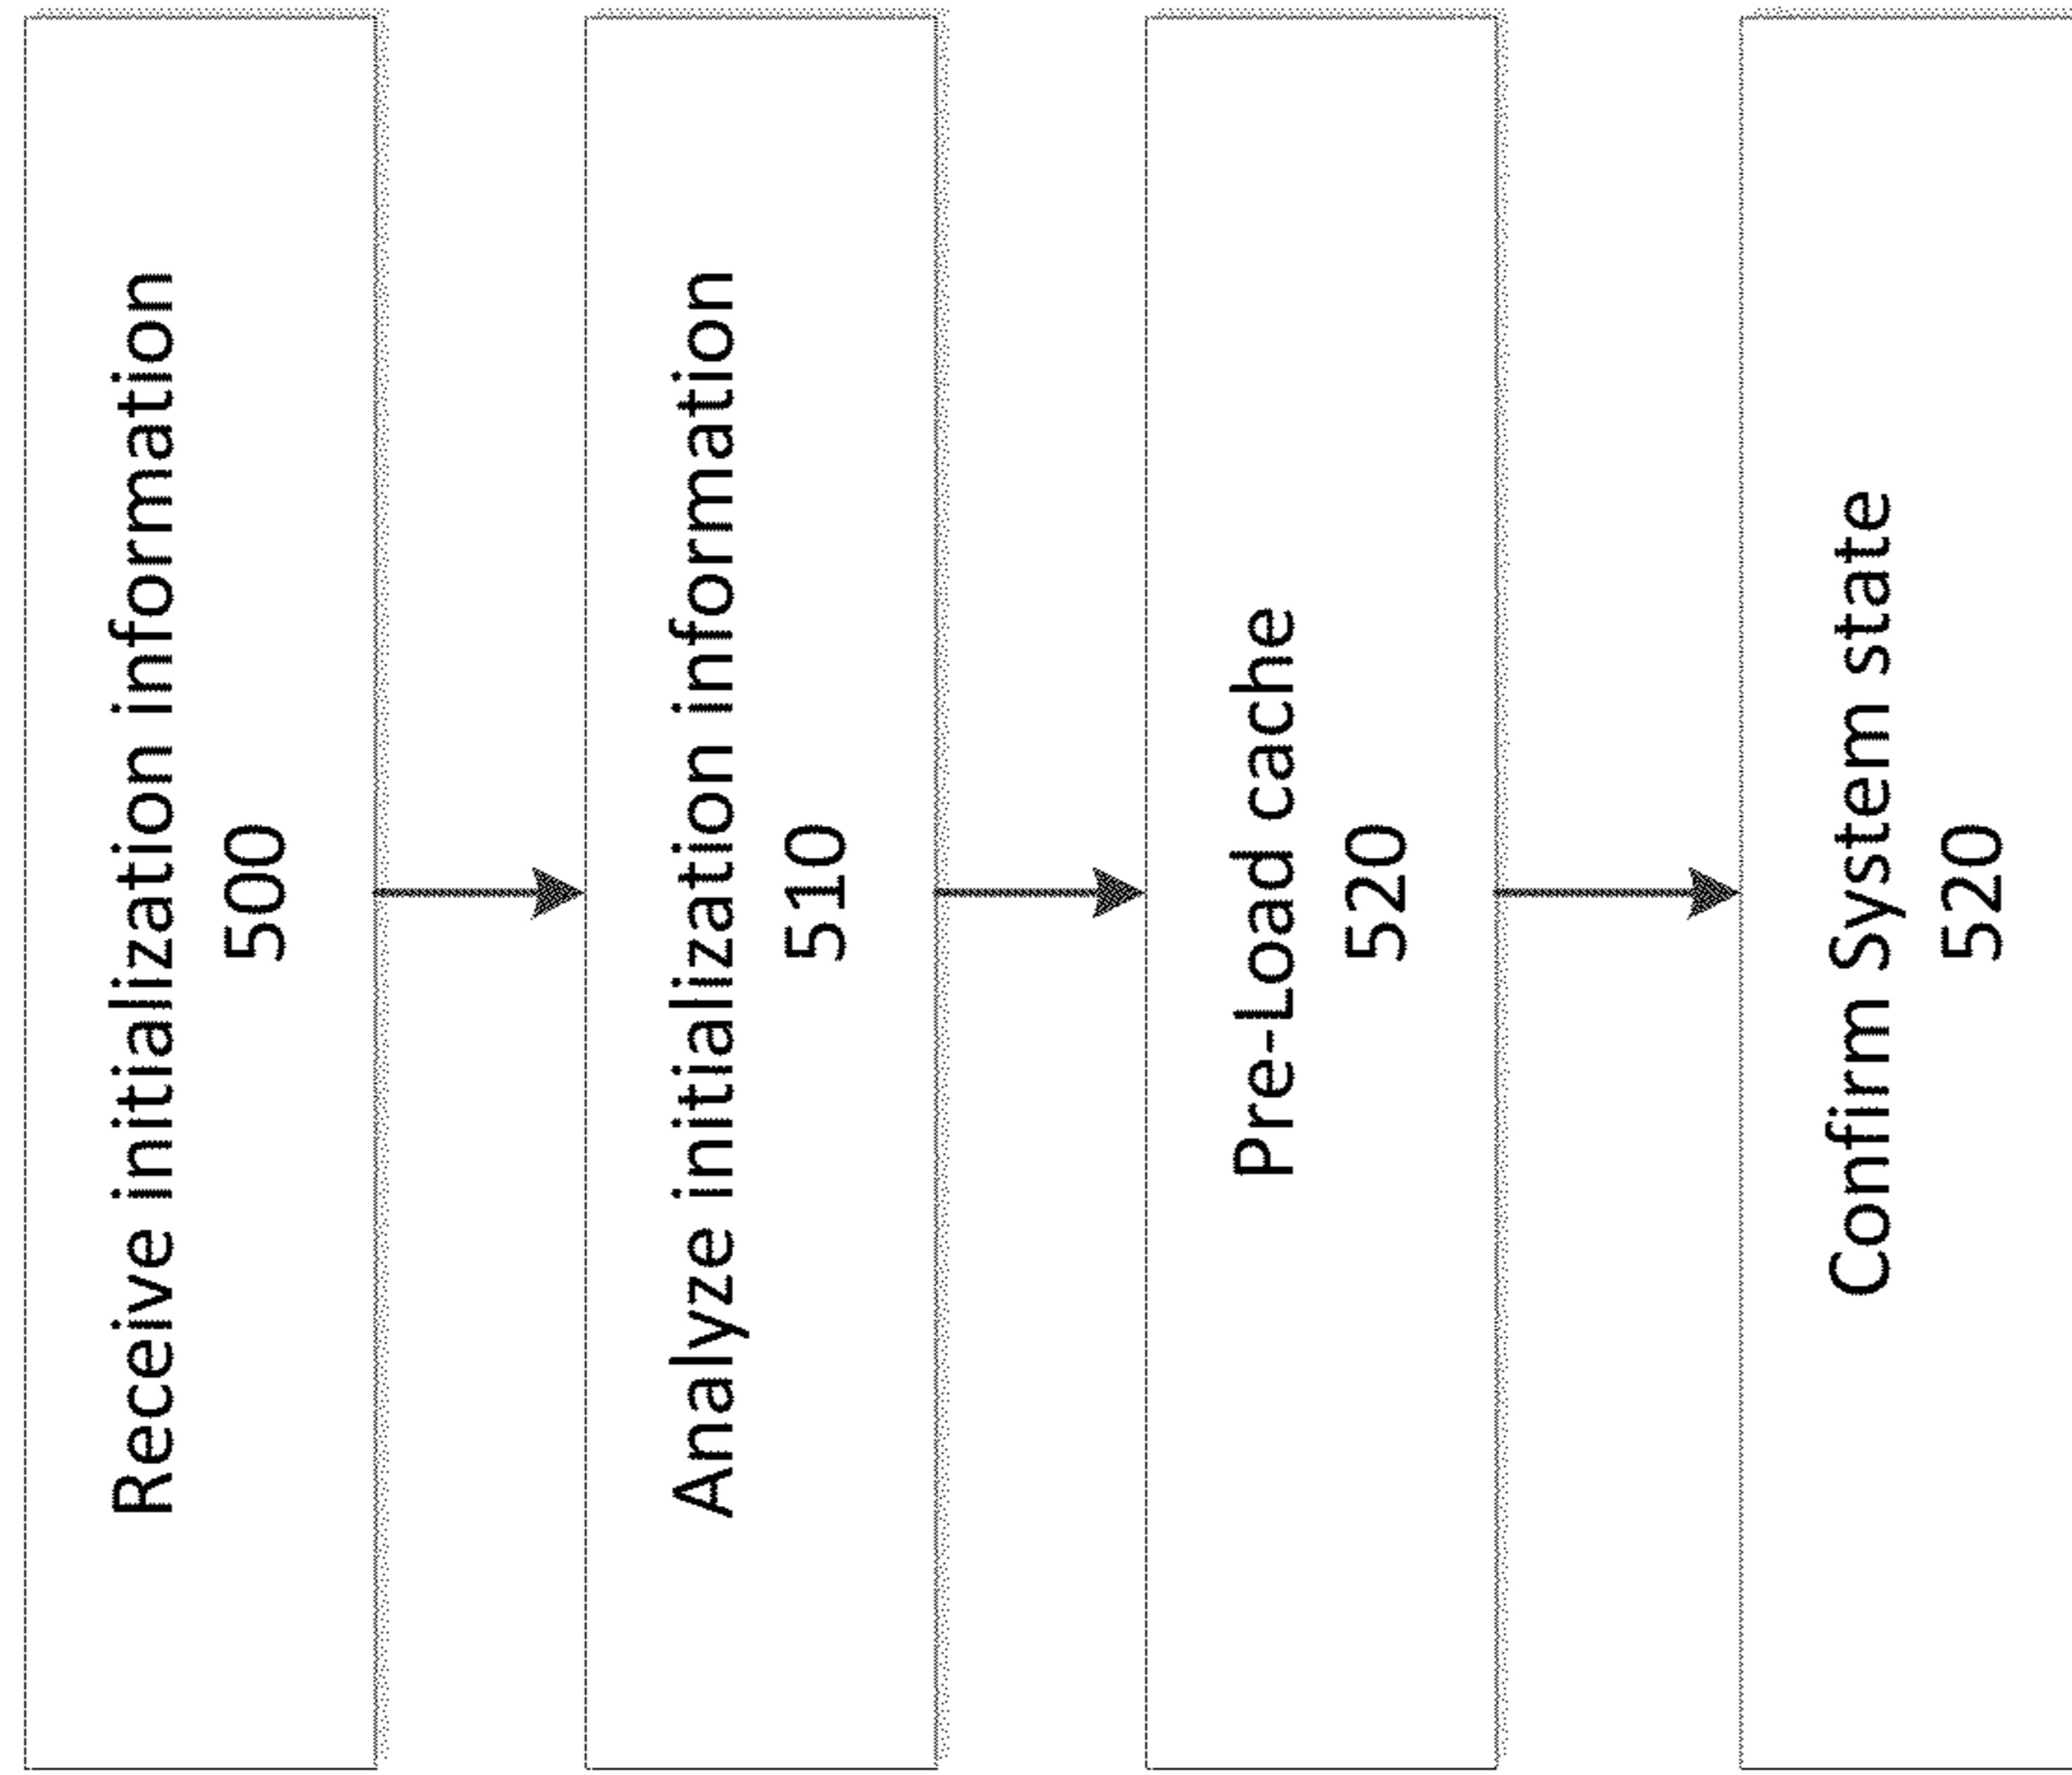 Receive initialization information
500
Analyze initialization information
510
Pre-Load cache
520
Confirm System state
520